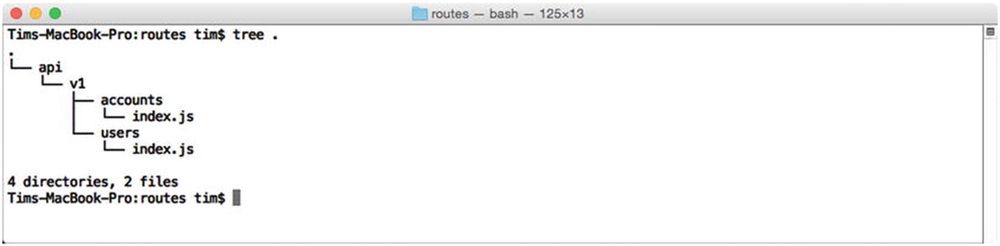 routes — bash — 125×13
Tims-MacBook-Pro:routes tim$ tree .
.
└── api
    └── v1
        ├── accounts
        │   └── index.js
        └── users
            └── index.js
4 directories, 2 files
Tims-MacBook-Pro:routes tim$